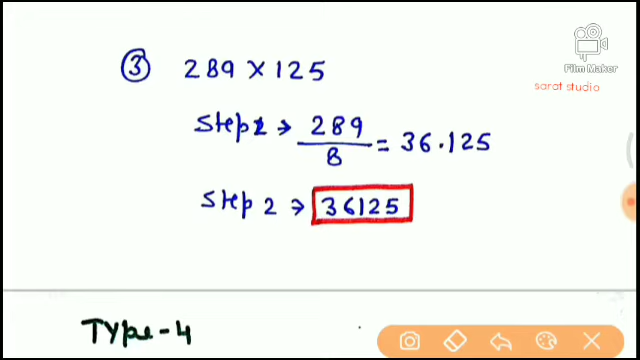 ③ 289 × 125
Film Maker
sarat studio
Step 1 → 289/8 = 36.125
Step 2 → 36125
Type-4